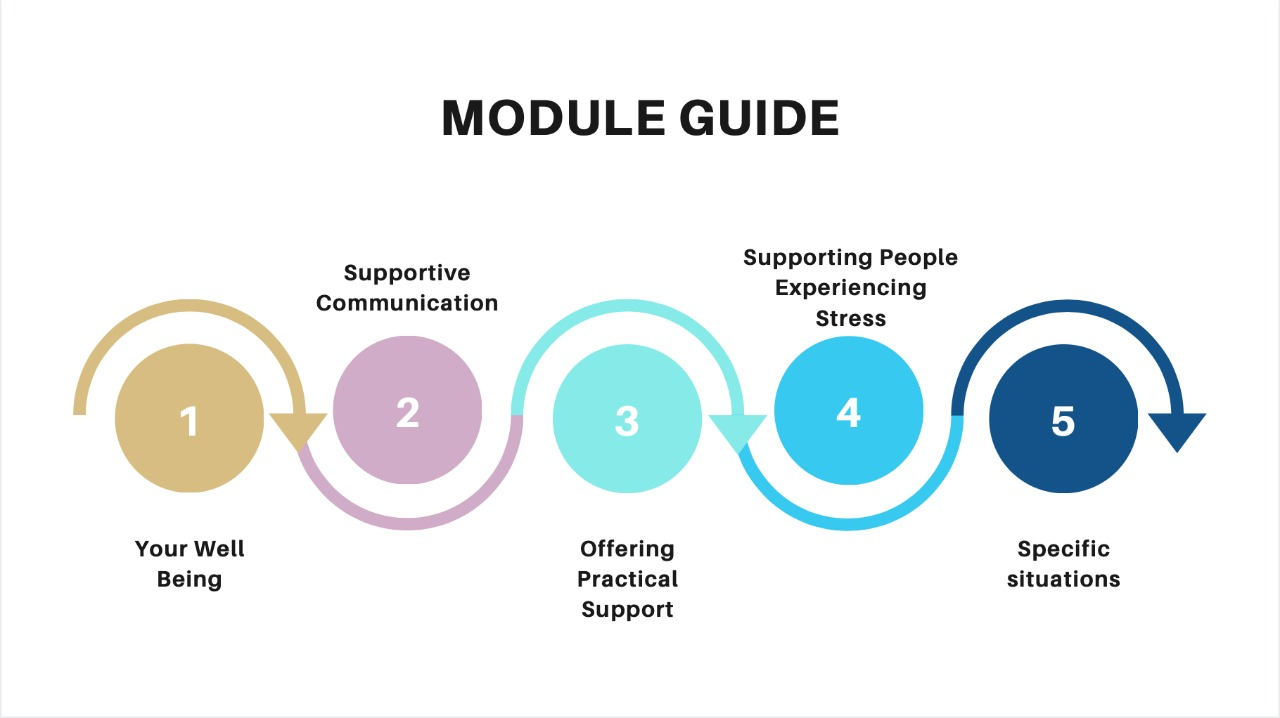 MODULE GUIDE
1
Your Well
Being
Supportive
Communication
2
3
Offering
Practical
Support
Supporting People
Experiencing
Stress
4
5
Specific
situations